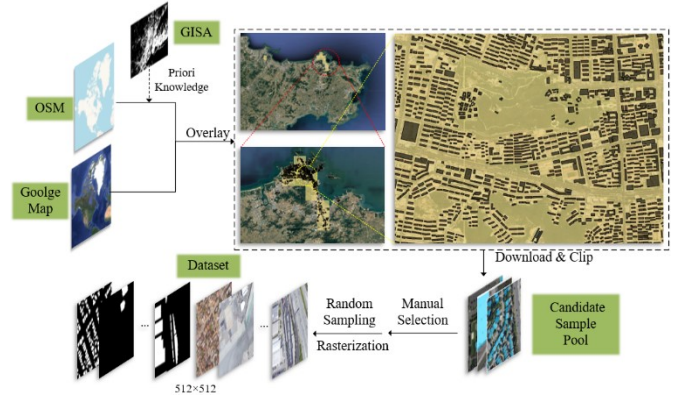 GISA
Priori
Knowledge
OSM
Overlay
Goolge
Map
Download & Clip
Dataset
Random
Sampling
Rasterization
Manual
Selection
Candidate
Sample
Pool
...
...
512×512